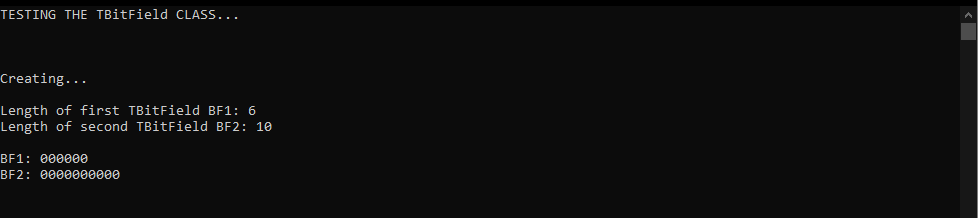 TESTING THE TBitField CLASS...
Creating...
Length of first TBitField BF1: 6
Length of second TBitField BF2: 10
BF1: 000000
BF2: 0000000000